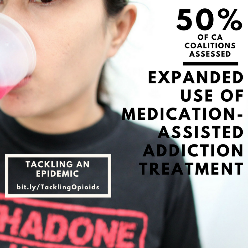 50%
OF CA
COALITIONS
ASSESSED
EXPANDED
USE OF
MEDICATION-
ASSISTED
ADDICTION
TREATMENT
TACKLING AN
EPIDEMIC
bit.ly/TacklingOpioids
HADONE